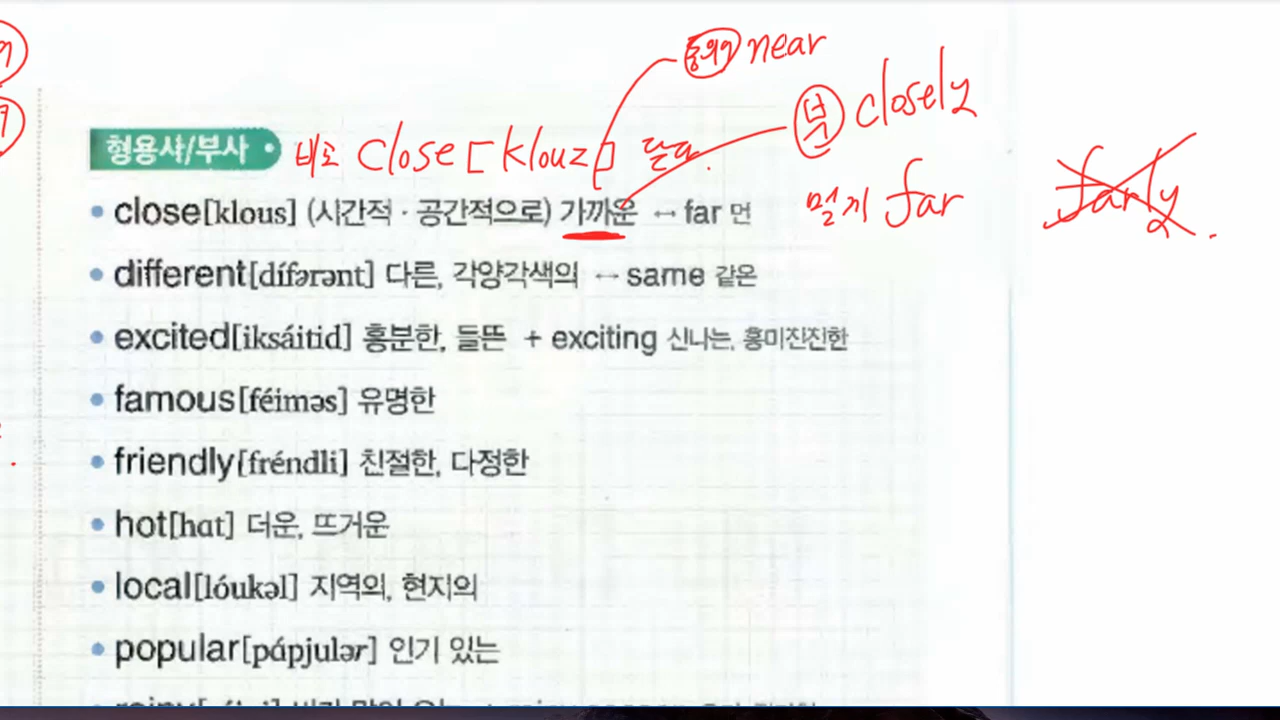 동의어 near
부 closely
형용사/부사
비교 close [klouz] 닫다.
멀게 far farly.
close[klous] (시간적 · 공간적으로) 가까운 ↔ far 먼
different[dífərənt] 다른, 각양각색의 ↔ same 같은
excited[iksáitid] 흥분한, 들뜬 + exciting 신나는, 흥미진진한
famous[féiməs] 유명한
friendly[fréndli] 친절한, 다정한
hot[hɑt] 더운, 뜨거운
local[lóukəl] 지역의, 현지의
popular[pápjulər] 인기 있는